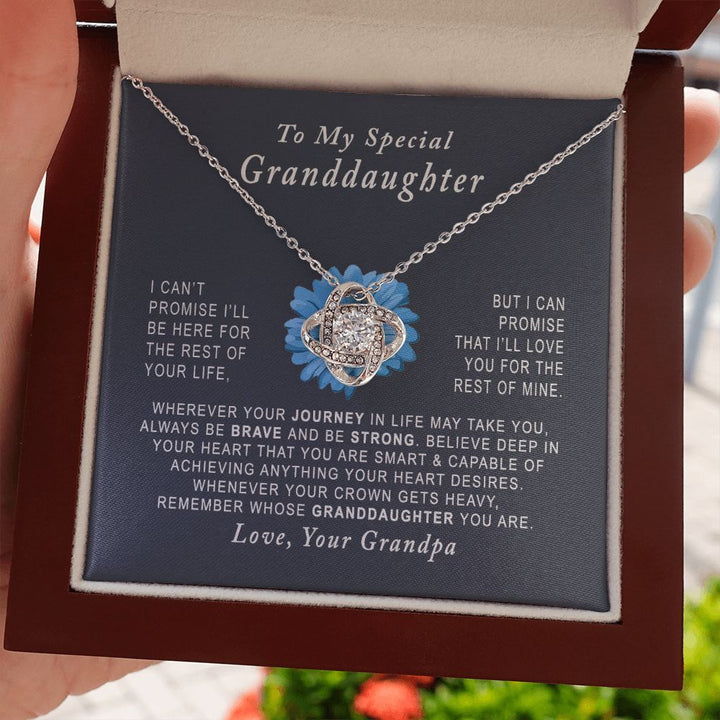 To My Special
Granddaughter
I CAN'T
PROMISE I'LL
BE HERE FOR
THE REST OF
YOUR LIFE,
BUT I CAN
PROMISE
THAT I'LL LOVE
YOU FOR THE
REST OF MINE.
WHEREVER YOUR JOURNEY IN LIFE MAY TAKE YOU,
ALWAYS BE BRAVE AND BE STRONG. BELIEVE DEEP IN
YOUR HEART THAT YOU ARE SMART & CAPABLE OF
ACHIEVING ANYTHING YOUR HEART DESIRES.
WHENEVER YOUR CROWN GETS HEAVY,
REMEMBER WHOSE GRANDDAUGHTER YOU ARE.
Love, Your Grandpa